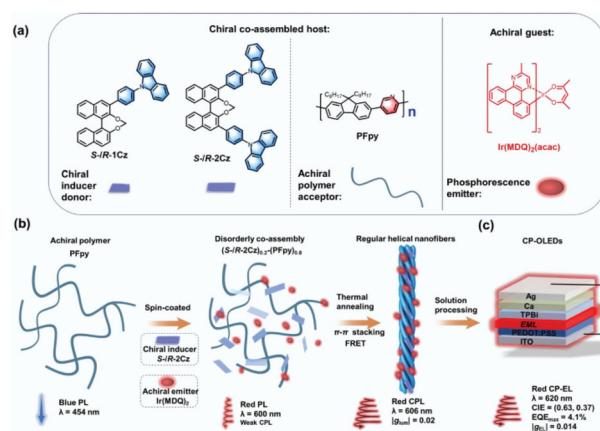 (a)
Chiral co-assembled host:
Achiral guest:
S-/R-1Cz
S-/R-2Cz
C₈H₁₇ C₈H₁₇
n
PFpy
2
Ir(MDQ)₂(acac)
Chiral
inducer
donor:
Achiral
polymer
acceptor:
Phosphorescence
emitter:
(b)
Achiral polymer
PFpy
Spin-coated
Chiral inducer
S-/R-2Cz
Achiral emitter
Ir(MDQ)₂
Blue PL
λ = 454 nm
Disorderly co-assembly
(S-/R-2Cz)₀.₂-(PFpy)₀.₈
Red PL
λ = 600 nm
Weak CPL
Thermal
annealing
π-π stacking
FRET
Regular helical nanofibers
Red CPL
λ = 606 nm
|gₗᵤₘ| = 0.02
Solution
processing
(c)
CP-OLEDs
Ag
Ca
TPBi
EML
PEDOT:PSS
ITO
Red CP-EL
λ = 620 nm
CIE = (0.63, 0.37)
EQEₘₐₓ = 4.1%
|g_EL| = 0.014